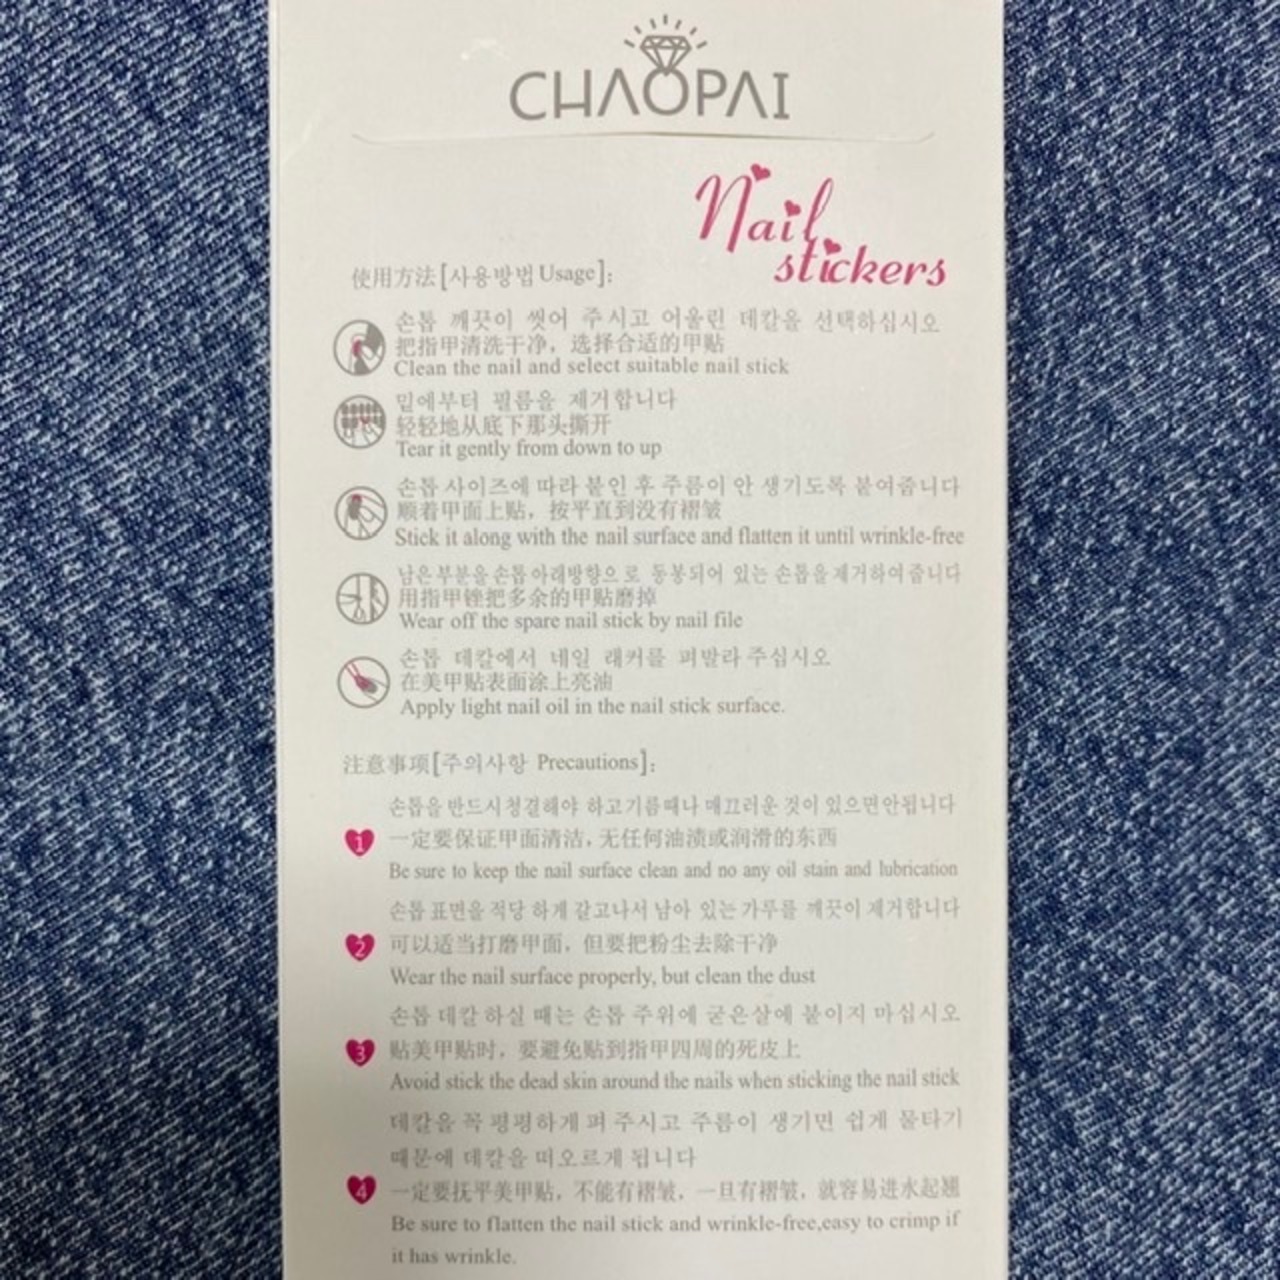 CHAOPAI
Nail
stickers
使用方法[사용방법 Usage]:
손톱 깨끗이 씻어 주시고 어울린 데칼을 선택하십시오
把指甲清洗干净，选择合适的甲贴
Clean the nail and select suitable nail stick
밑에부터 필름을 제거합니다
轻轻地从底下那头撕开
Tear it gently from down to up
손톱 사이즈에 따라 붙인 후 주름이 안 생기도록 붙여줍니다
顺着甲面上贴，按平直到没有褶皱
Stick it along with the nail surface and flatten it until wrinkle-free
남은 부분을 손톱 아래방향으로 동봉되어 있는 손톱을 제거하여 줍니다
用指甲锉把多余的甲贴磨掉
Wear off the spare nail stick by nail file
손톱 데칼에서 네일 래커를 펴발라 주십시오
在美甲贴表面涂上亮油
Apply light nail oil in the nail stick surface.
注意事项[주의사항 Precautions]:
손톱을 반드시 청결해야 하고 기름때나 매끄러운 것이 있으면 안됩니다
1
一定要保证甲面清洁，无任何油渍或润滑的东西
Be sure to keep the nail surface clean and no any oil stain and lubrication
손톱 표면을 적당 하게 갈고나서 남아 있는 가루를 깨끗이 제거합니다
2
可以适当打磨甲面，但要把粉尘去除干净
Wear the nail surface properly, but clean the dust
손톱 데칼 하실 때는 손톱 주위에 굳은살에 붙이지 마십시오
3
贴美甲贴时，要避免贴到指甲四周的死皮上
Avoid stick the dead skin around the nails when sticking the nail stick
데칼을 꼭 평평하게 펴 주시고 주름이 생기면 쉽게 물타기
때문에 데칼을 떠오르게 됩니다
4
一定要抚平美甲贴，不能有褶皱，一旦有褶皱，就容易进水起翘
Be sure to flatten the nail stick and wrinkle-free,easy to crimp if
it has wrinkle.